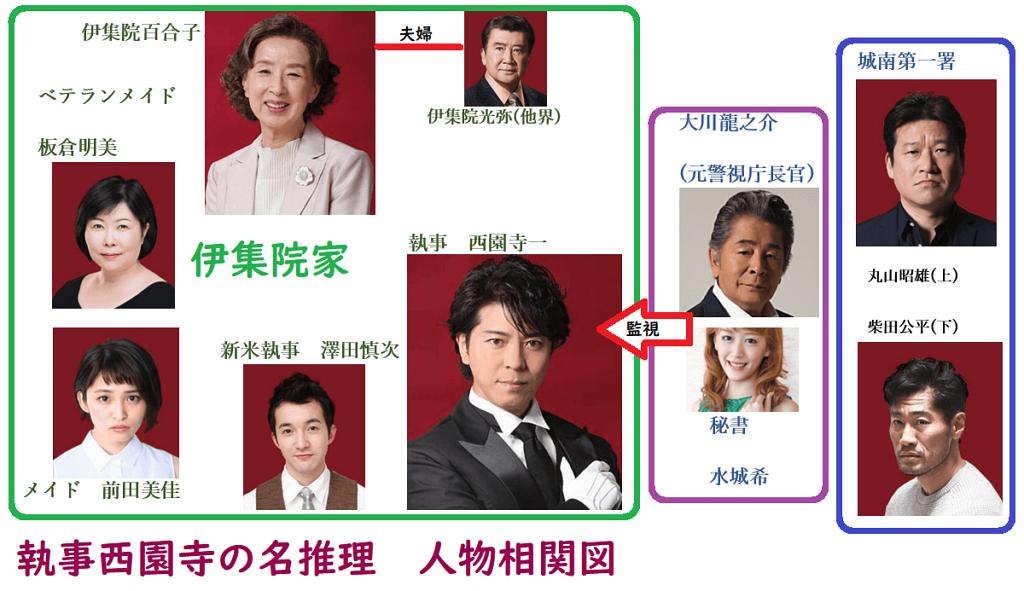 伊集院百合子
夫婦
伊集院光弥(他界)
ベテランメイド
板倉明美
伊集院家
執事　西園寺一
新米執事　澤田慎次
メイド　前田美佳
大川龍之介
(元警視庁長官)
監視
秘書
水城希
城南第一署
丸山昭雄(上)
柴田公平(下)
執事西園寺の名推理　人物相関図